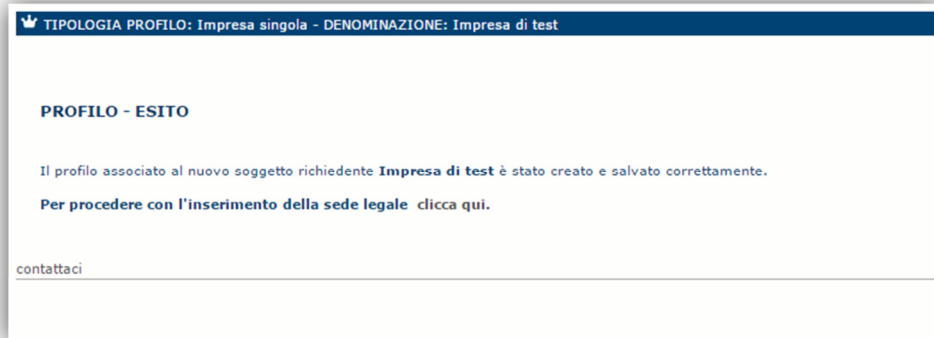 TIPOLOGIA PROFILO: Impresa singola - DENOMINAZIONE: Impresa di test
PROFILO - ESITO
Il profilo associato al nuovo soggetto richiedente Impresa di test è stato creato e salvato correttamente.
Per procedere con l'inserimento della sede legale clicca qui.
contattaci